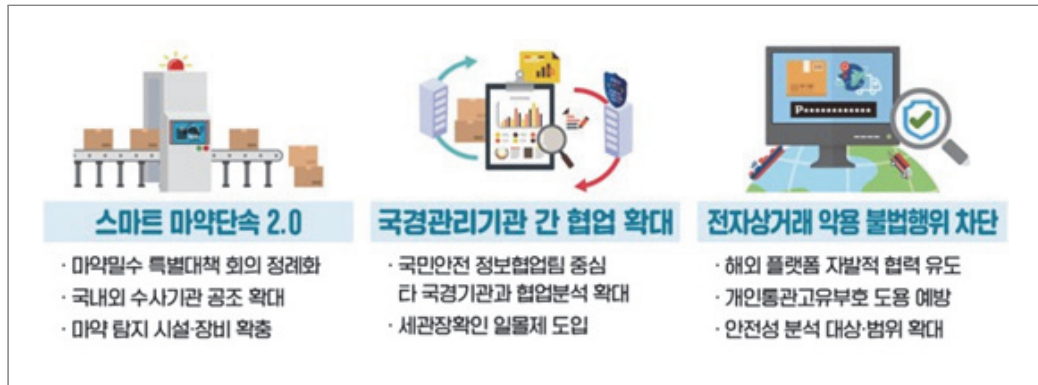 스마트 마약단속 2.0
· 마약밀수 특별대책 회의 정례화
· 국내외 수사기관 공조 확대
· 마약 탐지 시설·장비 확충
국경관리기관 간 협업 확대
· 국민안전 정보협업팀 중심
타 국경기관과 협업분석 확대
· 세관장확인 일몰제 도입
P
전자상거래 악용 불법행위 차단
· 해외 플랫폼 자발적 협력 유도
· 개인통관고유부호 도용 예방
· 안전성 분석 대상·범위 확대